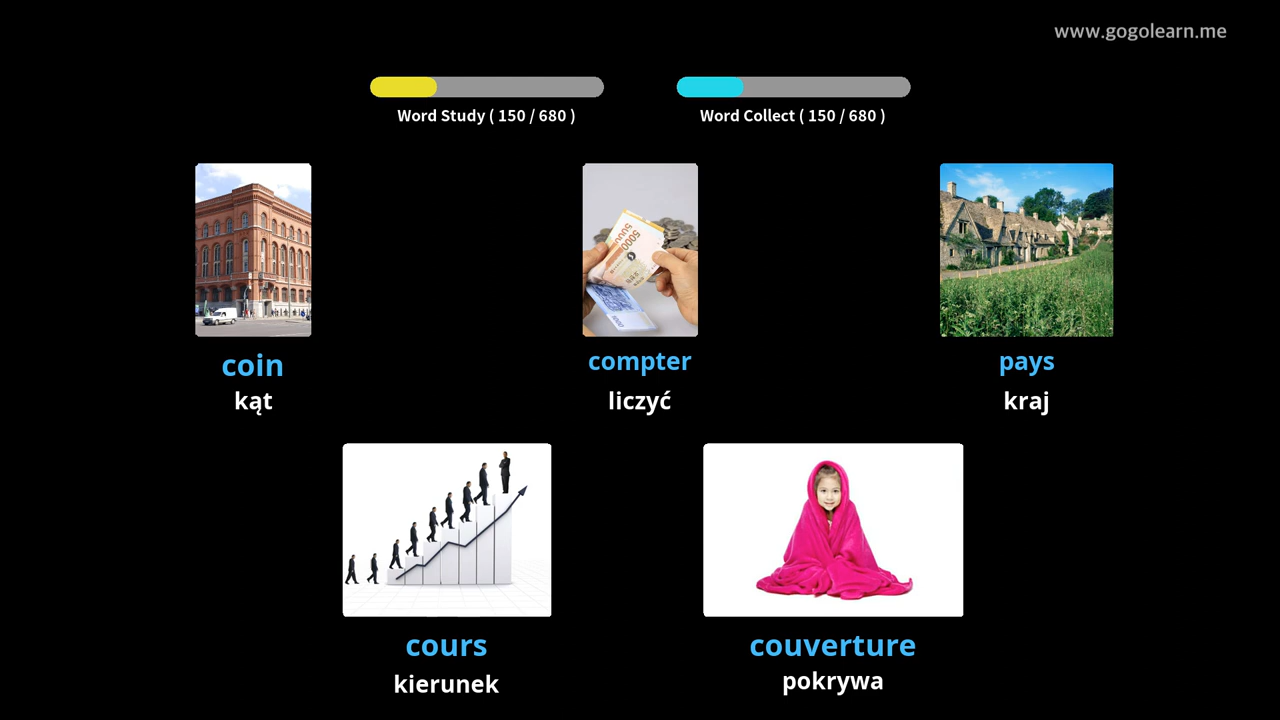 www.gogolearn.me
Word Study ( 150 / 680 )
Word Collect ( 150 / 680 )
5000
coin
kąt
compter
liczyć
pays
kraj
cours
kierunek
couverture
pokrywa